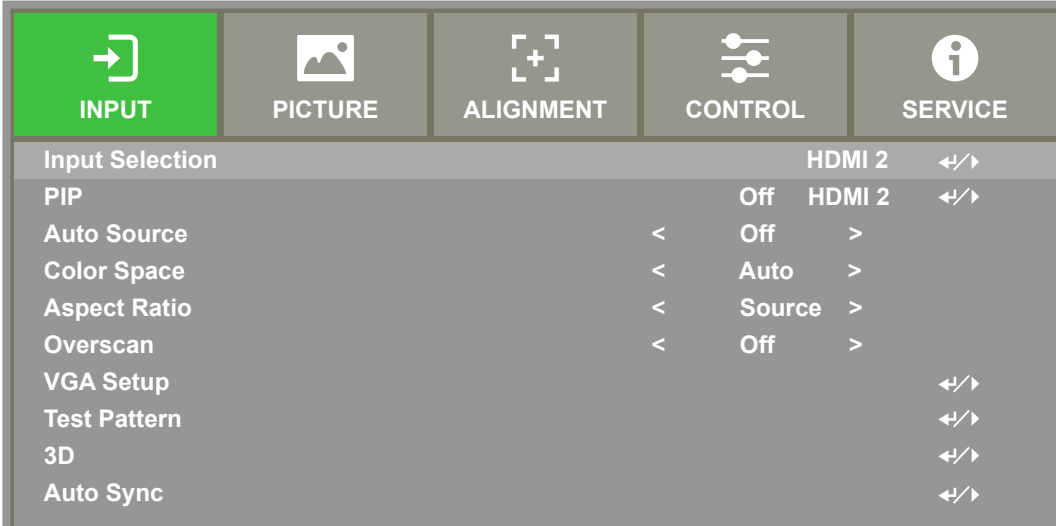 INPUT PICTURE ALIGNMENT CONTROL SERVICE
Input Selection HDMI 2
PIP Off HDMI 2
Auto Source < Off >
Color Space < Auto >
Aspect Ratio < Source >
Overscan < Off >
VGA Setup
Test Pattern
3D
Auto Sync